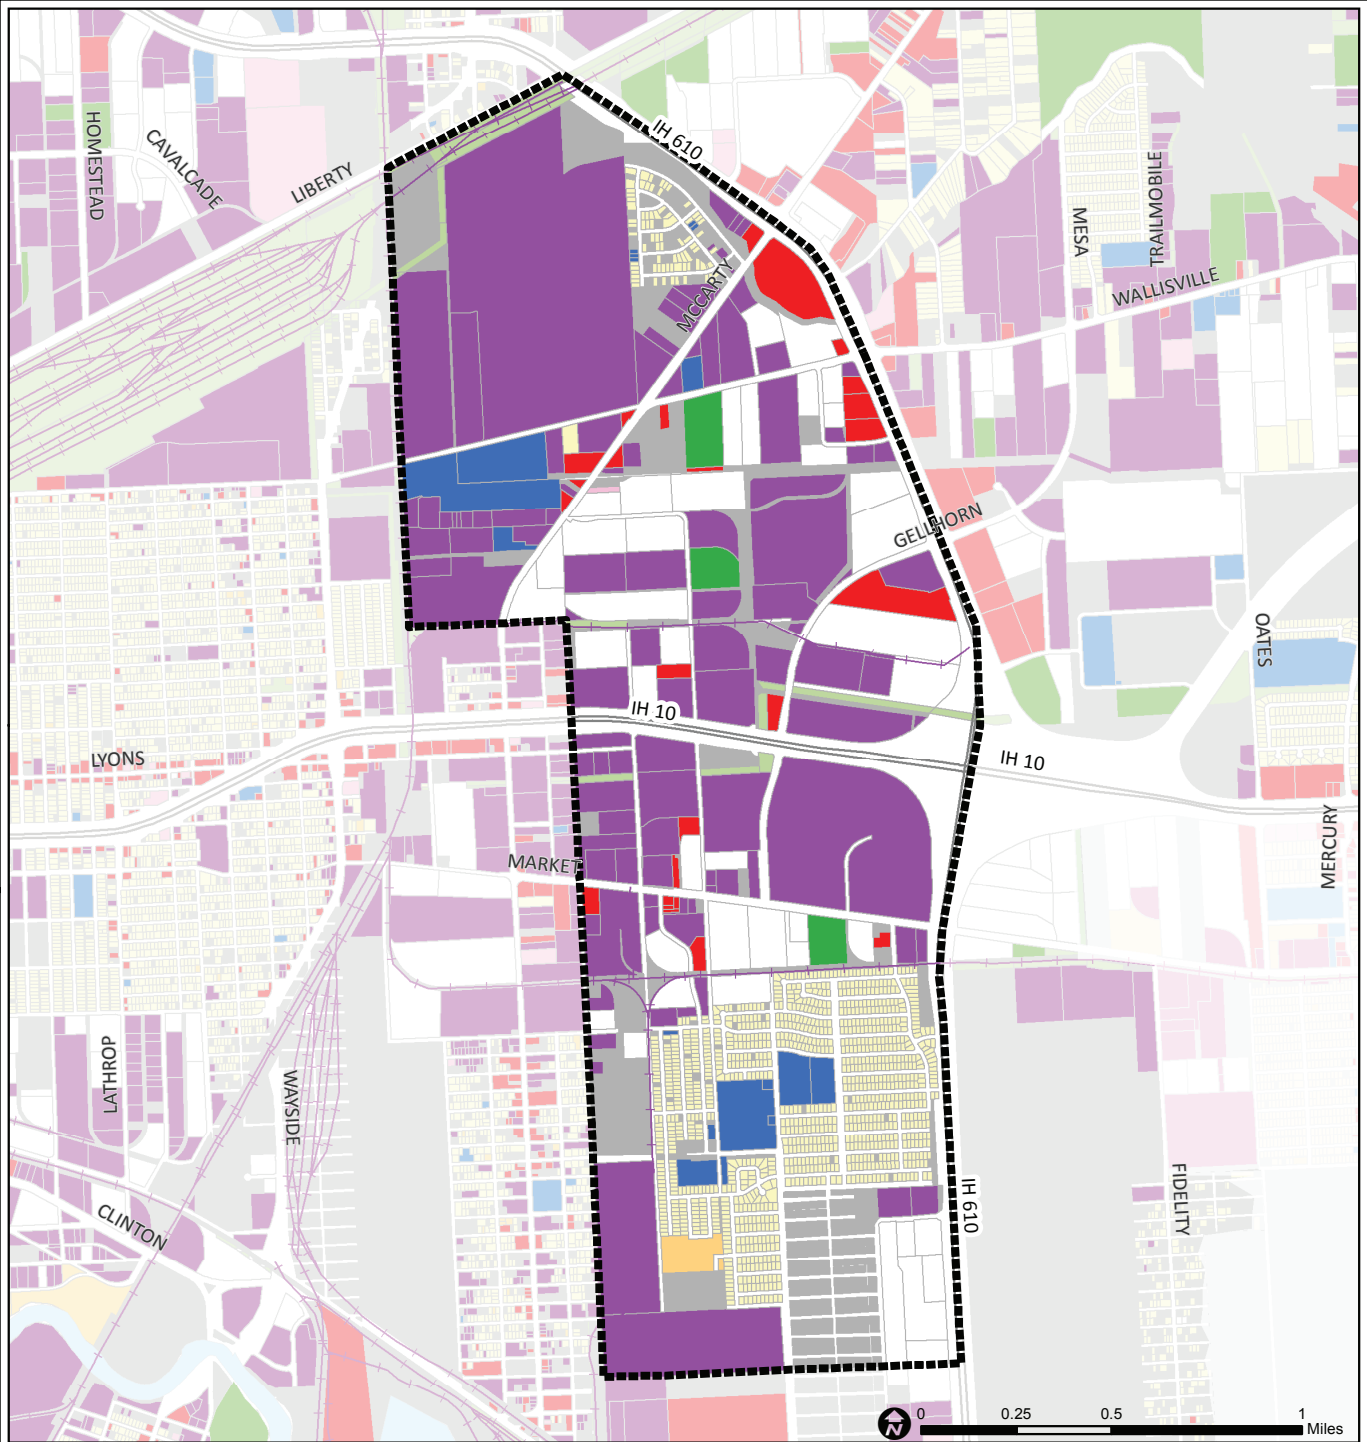 HOMESTEAD
CAVALCADE
LIBERTY
IH 610
MESA
TRAILMOBILE
WALLISVILLE
MCCARTY
GELLHORN
OATES
IH 10
IH 10
LYONS
MARKET
MERCURY
LATHROP
WAYSIDE
CLINTON
IH 610
FIDELITY
N
0 0.25 0.5 1
Miles